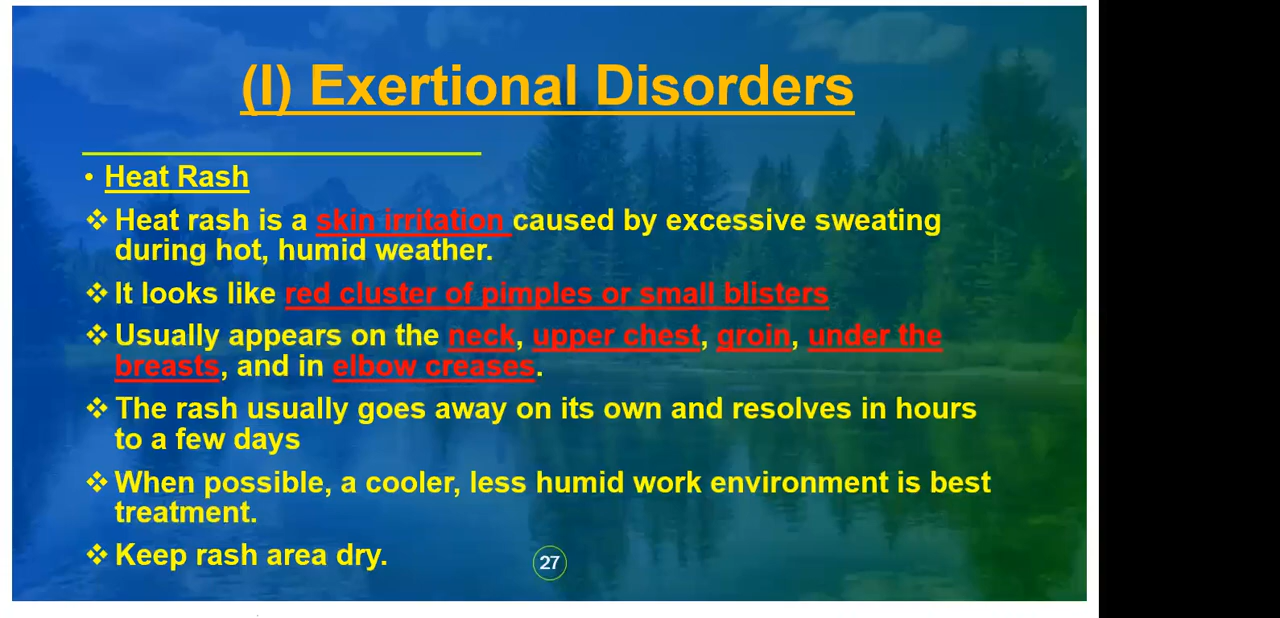 (I) Exertional Disorders
• Heat Rash
❖ Heat rash is a skin irritation caused by excessive sweating
during hot, humid weather.
❖ It looks like red cluster of pimples or small blisters
❖ Usually appears on the neck, upper chest, groin, under the
breasts, and in elbow creases.
❖ The rash usually goes away on its own and resolves in hours
to a few days
❖ When possible, a cooler, less humid work environment is best
treatment.
❖ Keep rash area dry.
27